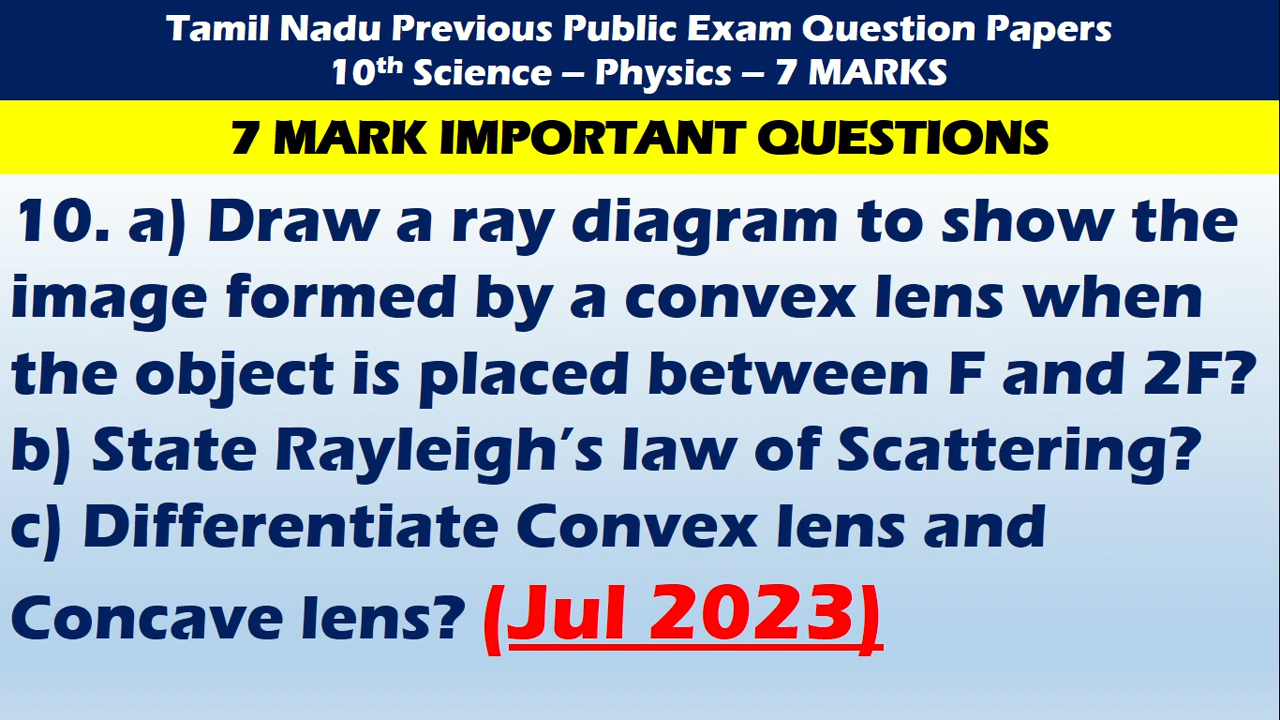 Tamil Nadu Previous Public Exam Question Papers
10th Science – Physics – 7 MARKS
7 MARK IMPORTANT QUESTIONS
10. a) Draw a ray diagram to show the
image formed by a convex lens when
the object is placed between F and 2F?
b) State Rayleigh's law of Scattering?
c) Differentiate Convex lens and
Concave lens? (Jul 2023)